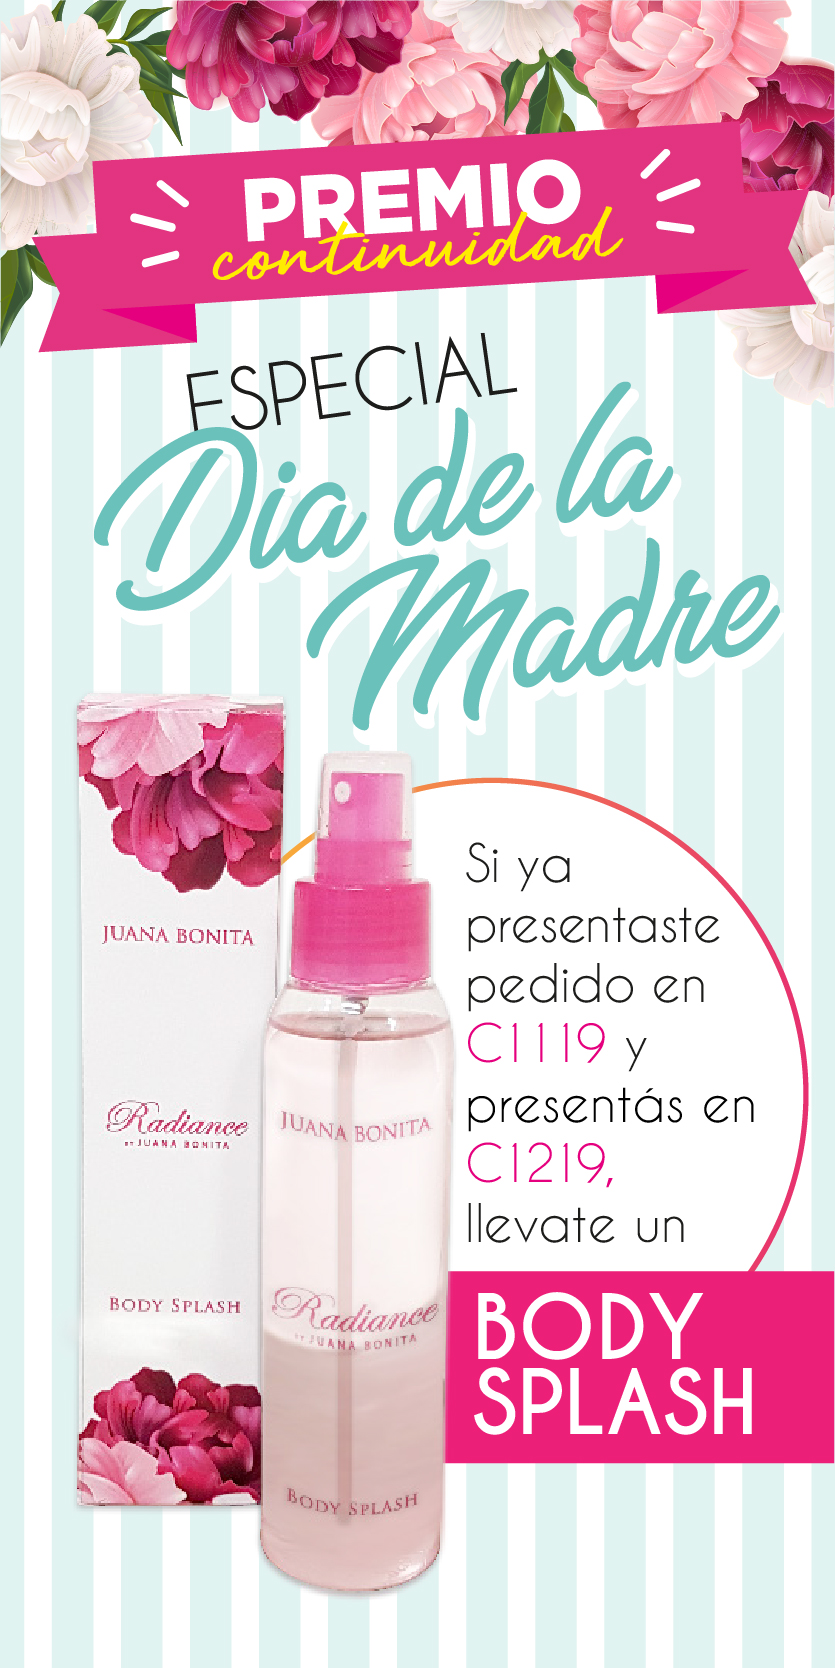 PREMIO
continuidad
ESPECIAL
Dia de la
Madre
Si ya
presentaste
pedido en
C1119 y
presentás en
C1219,
llevate un
BODY
SPLASH
JUANA BONITA
Radiance
BY JUANA BONITA
BODY SPLASH
JUANA BONITA
Radiance
BY JUANA BONITA
BODY SPLASH